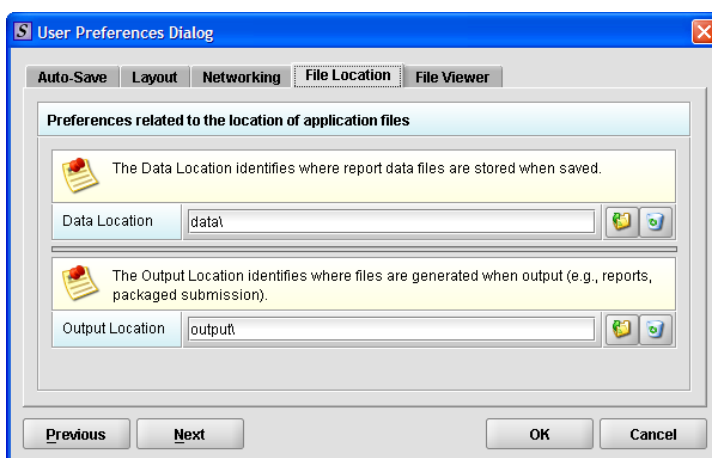 S User Preferences Dialog
Auto-Save Layout Networking File Location File Viewer
Preferences related to the location of application files
The Data Location identifies where report data files are stored when saved.
Data Location data\
The Output Location identifies where files are generated when output (e.g., reports,
packaged submission).
Output Location output\
Previous Next OK Cancel